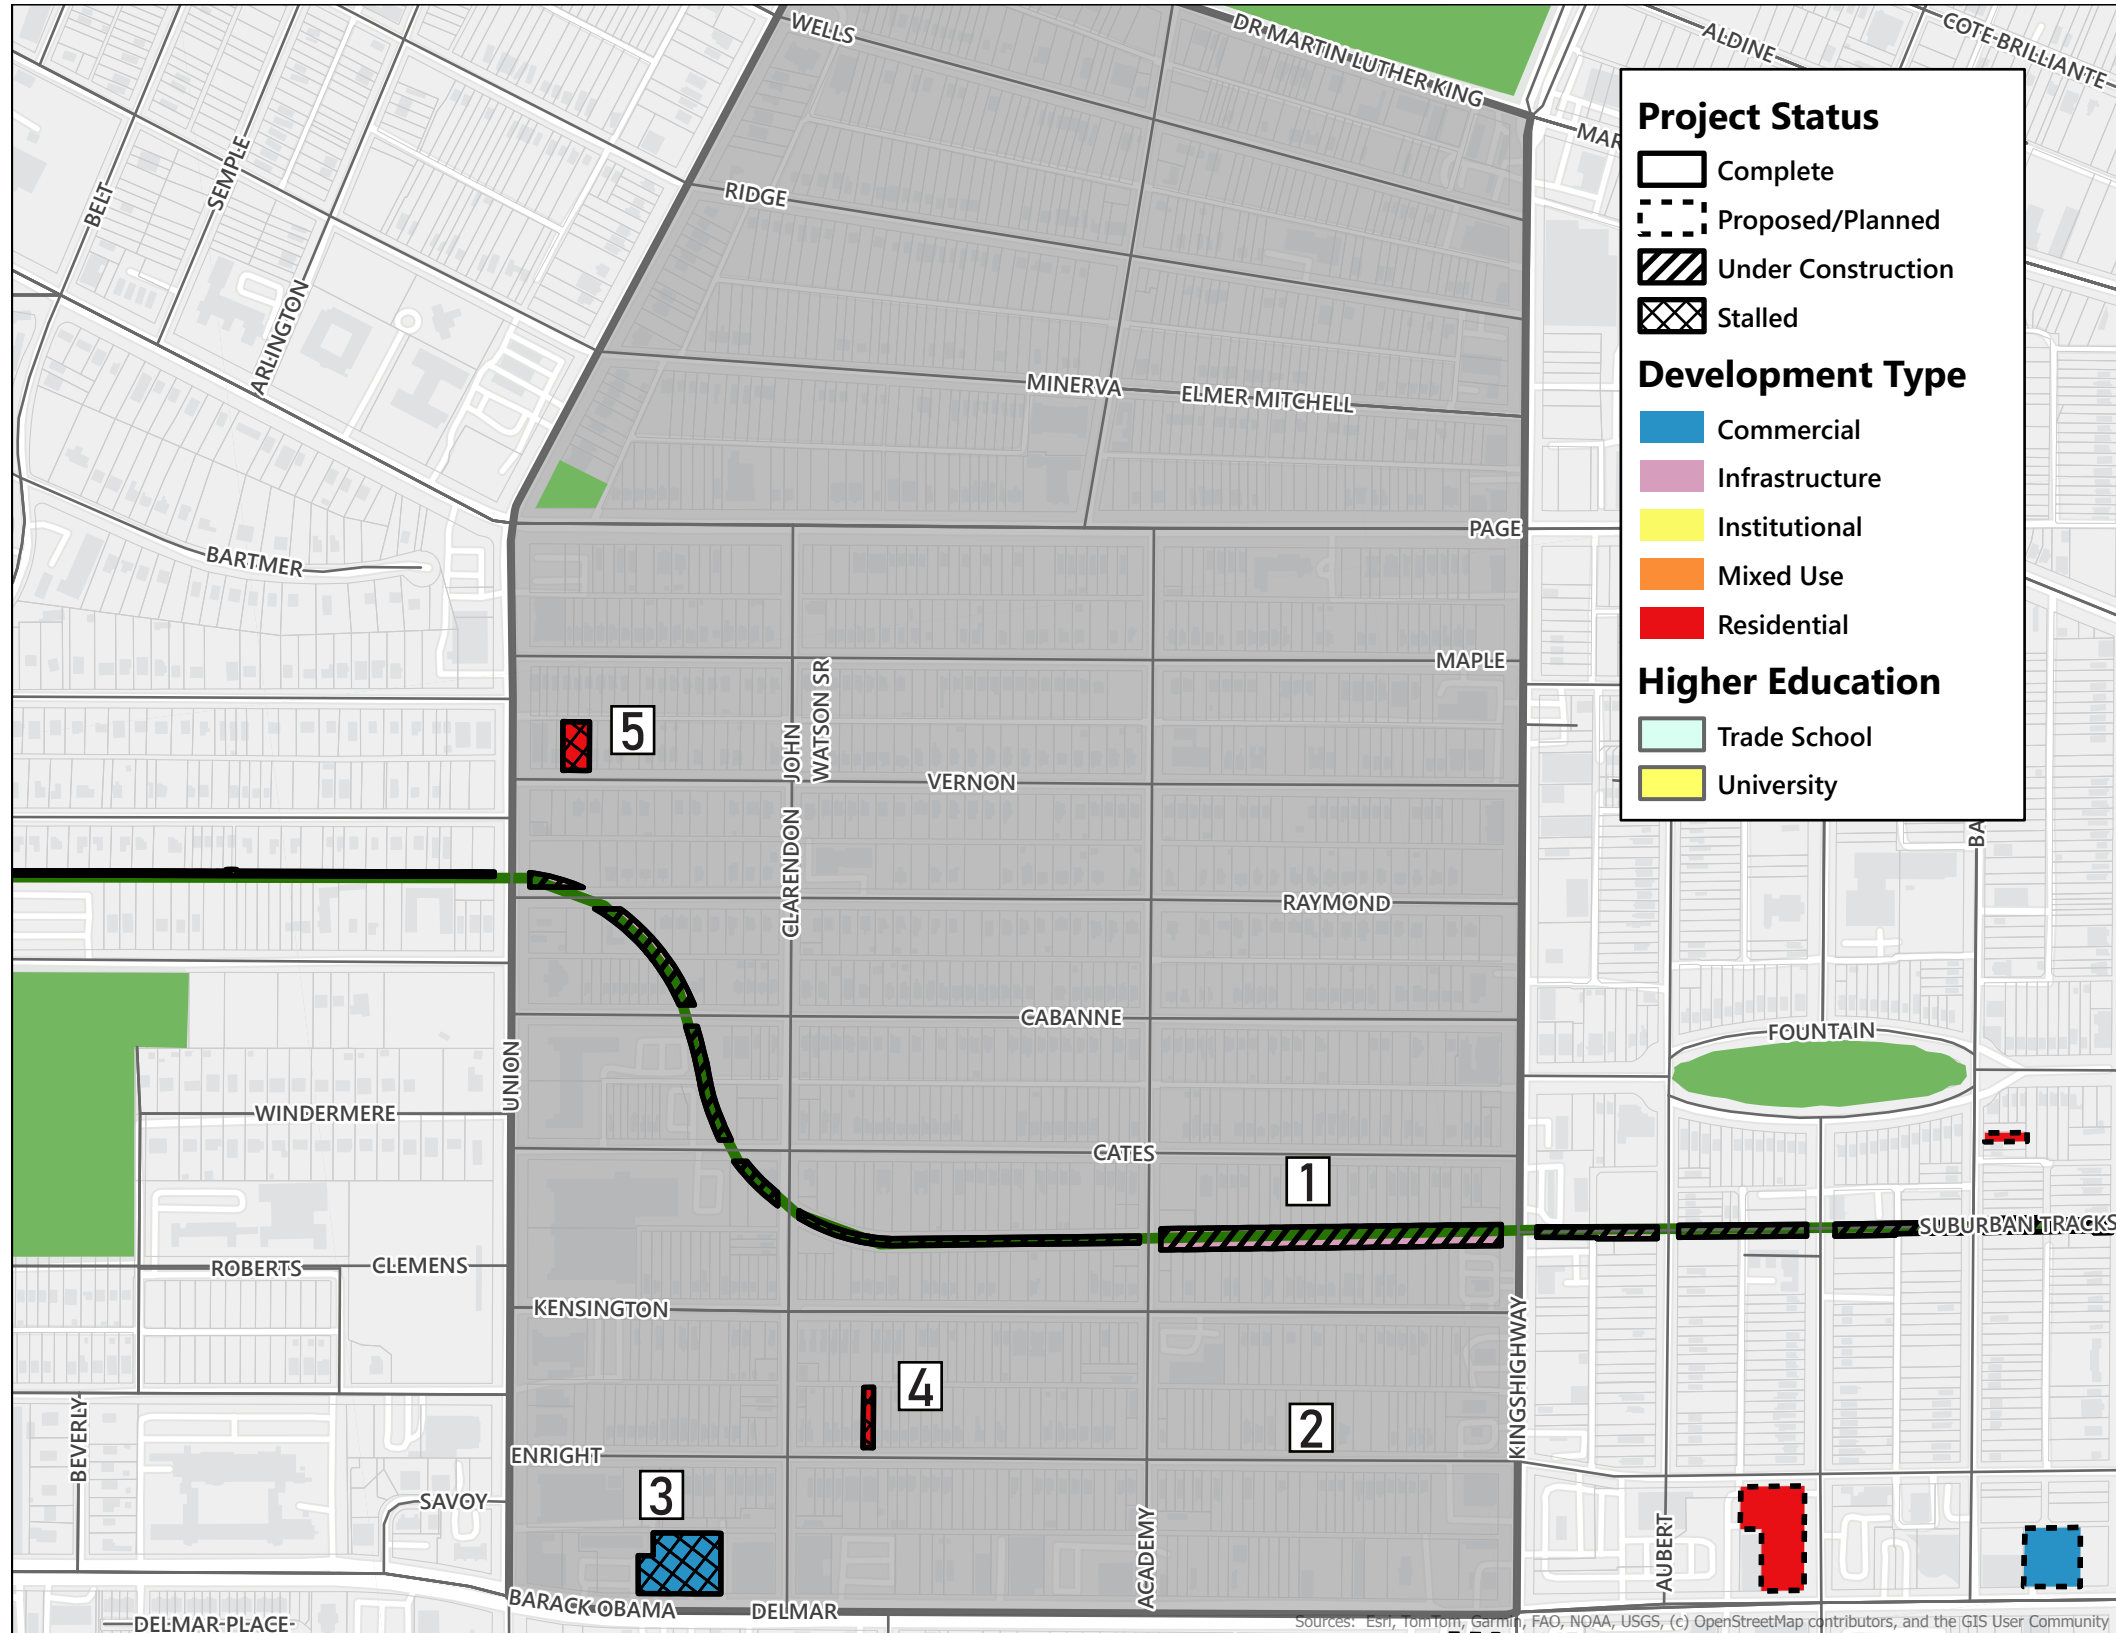 WELLS
DR MARTIN LUTHER KING
ALDINE
COTE BRILLIANTE
MAR
Project Status
Complete
Proposed/Planned
Under Construction
Stalled
Development Type
Commercial
Infrastructure
Institutional
Mixed Use
Residential
Higher Education
Trade School
University
BELT
SEMPLE
RIDGE
ARLINGTON
MINERVA
ELMER MITCHELL
PAGE
BARTMER
MAPLE
5
JOHN
WATSON SR
VERNON
BA
CLARENDON
RAYMOND
CABANNE
FOUNTAIN
UNION
WINDERMERE
CATES
1
SUBURBAN TRACKS
ROBERTS
CLEMENS
KENSINGTON
KINGSHIGHWAY
4
2
BEVERLY
ENRIGHT
3
SAVOY
ACADEMY
AUBERT
BARACK OBAMA
DELMAR
DELMAR PLACE
Sources: Esri, TomTom, Garmin, FAO, NOAA, USGS, (c) OpenStreetMap contributors, and the GIS User Community